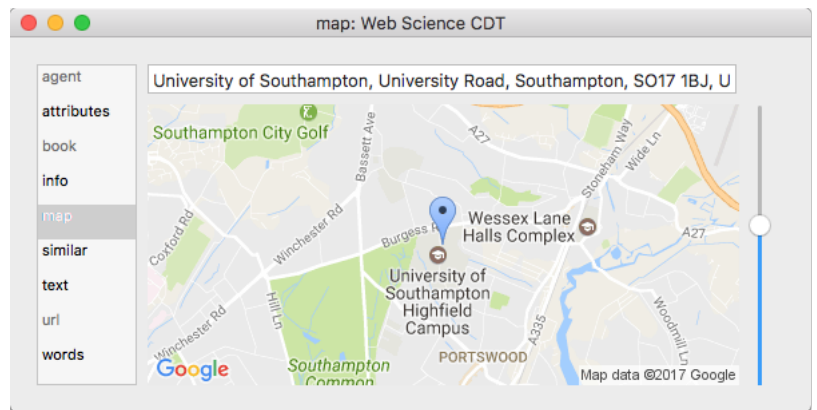 map: Web Science CDT
agent
attributes
book
info
map
similar
text
url
words
University of Southampton, University Road, Southampton, SO17 1BJ, U
Southampton City Golf
Bassett Ave
A27
Stoneham Way
Wide Ln
Coxford Rd
Winchester Rd
Burgess
Wessex Lane
Halls Complex
A27
University of
Southampton
Highfield
Campus
Hill Ln
Winchester Rd
A335
Woodmill Ln
PORTSWOOD
Southampton
Common
Google
Map data ©2017 Google